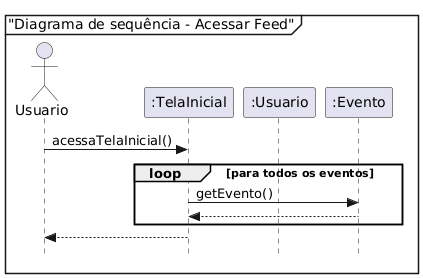 "Diagrama de sequência - Acessar Feed"
Usuario
:TelaInicial
:Usuario
:Evento
acessaTelaInicial()
loop
[para todos os eventos]
getEvento()